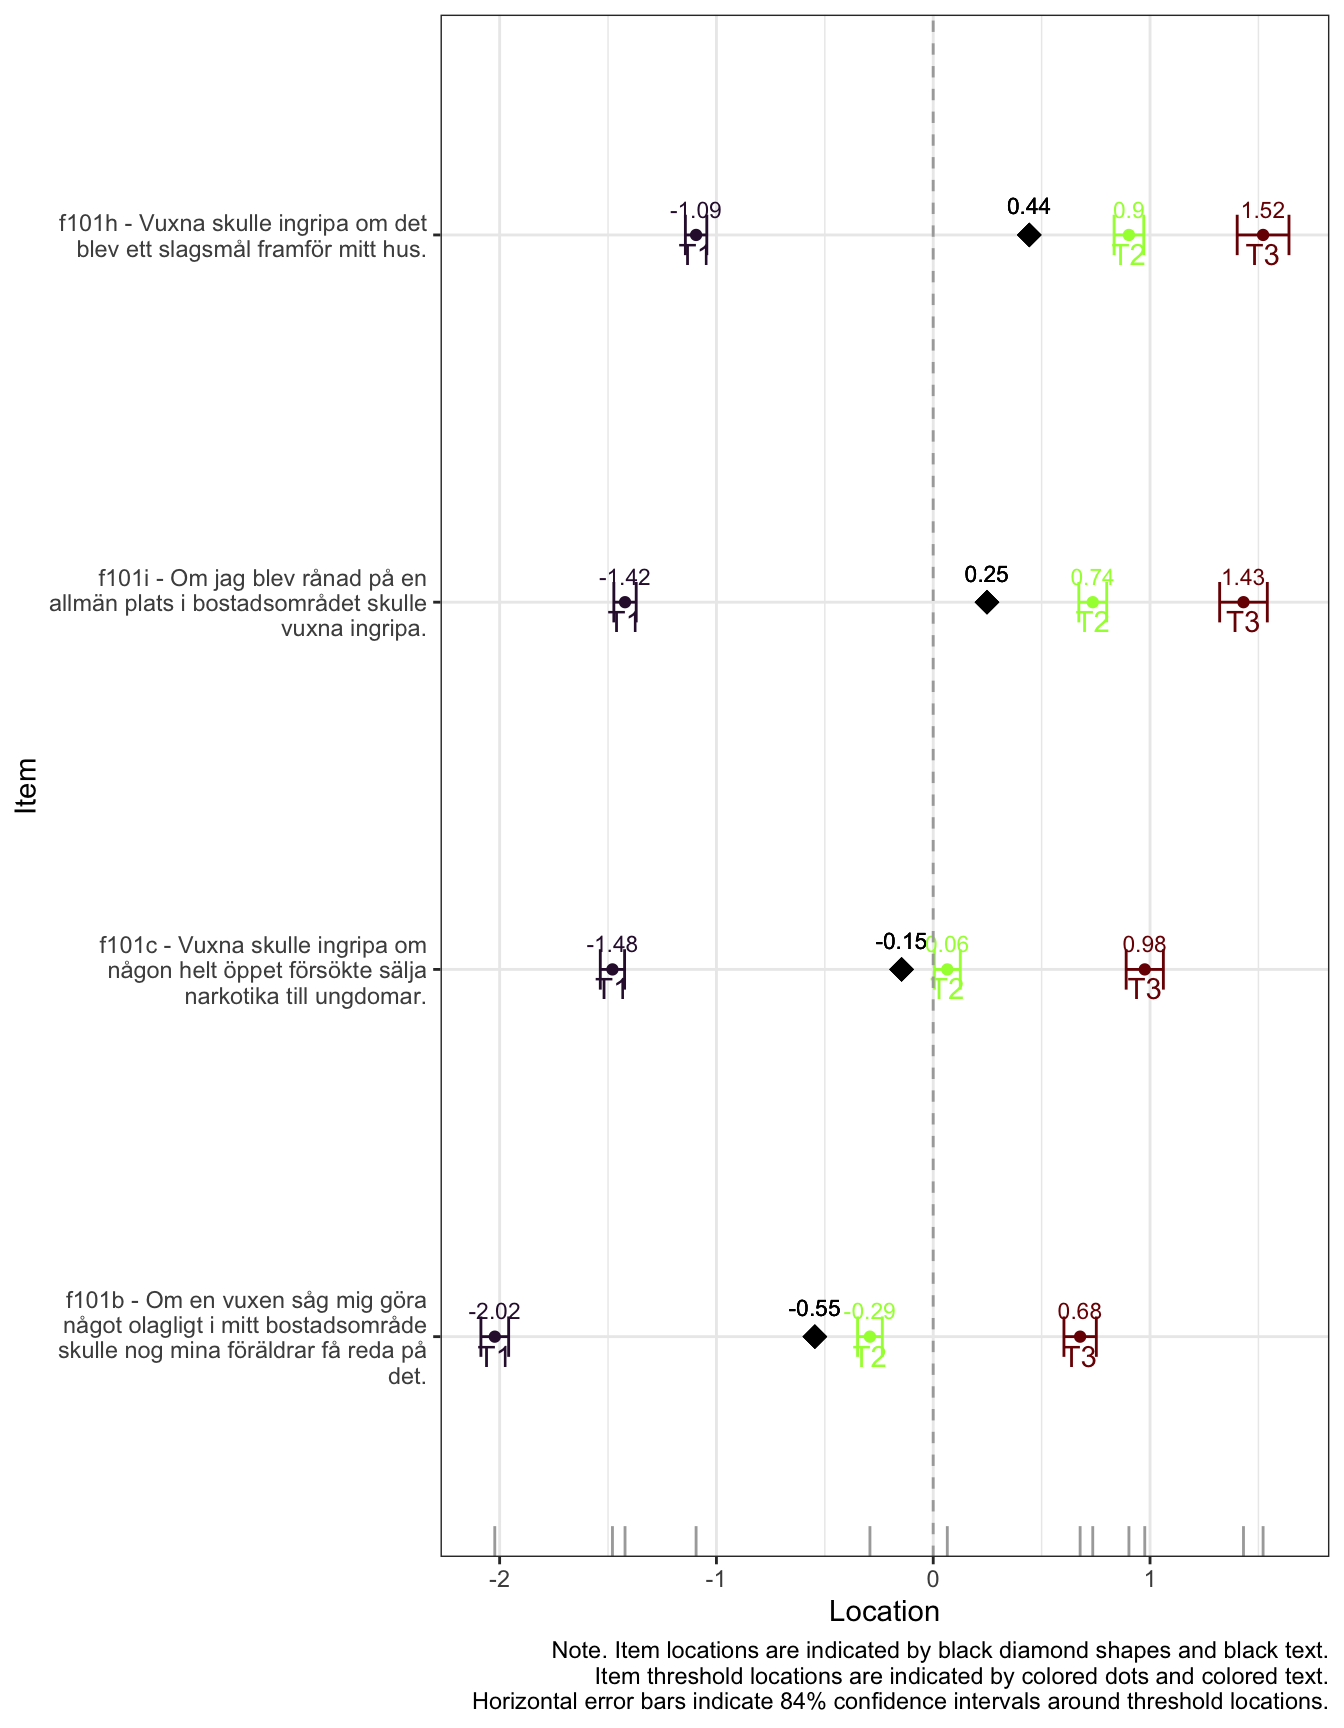 f101h - Vuxna skulle ingripa om det
blev ett slagsmål framför mitt hus.
-1.09
T1
0.44
0.9
T2
1.52
T3
f101i - Om jag blev rånad på en
allmän plats i bostadsområdet skulle
vuxna ingripa.
-1.42
T1
0.25
0.74
T2
1.43
T3
Item
f101c - Vuxna skulle ingripa om
någon helt öppet försökte sälja
narkotika till ungdomar.
-1.48
T1
-0.15
0.06
T2
0.98
T3
f101b - Om en vuxen såg mig göra
något olagligt i mitt bostadsområde
skulle nog mina föräldrar få reda på
det.
-2.02
T1
-0.55
-0.29
T2
0.68
T3
-2 -1 0 1
Location
Note. Item locations are indicated by black diamond shapes and black text.
Item threshold locations are indicated by colored dots and colored text.
Horizontal error bars indicate 84% confidence intervals around threshold locations.